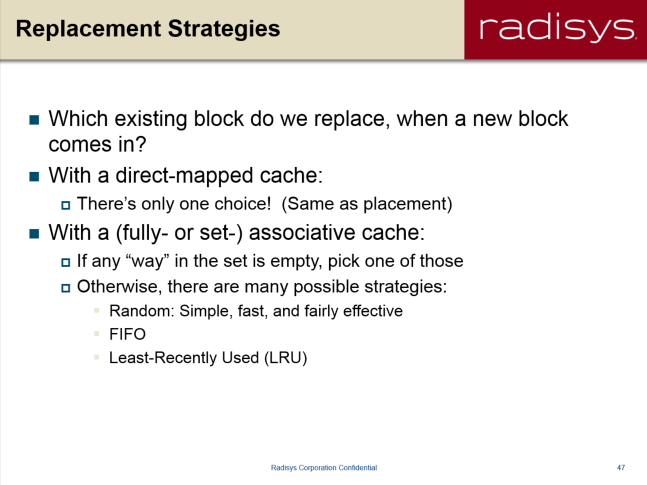 Replacement Strategies
radisys.
Which existing block do we replace, when a new block
comes in?
With a direct-mapped cache:
There's only one choice!  (Same as placement)
With a (fully- or set-) associative cache:
If any “way” in the set is empty, pick one of those
Otherwise, there are many possible strategies:
Random: Simple, fast, and fairly effective
FIFO
Least-Recently Used (LRU)
Radisys Corporation Confidential
47